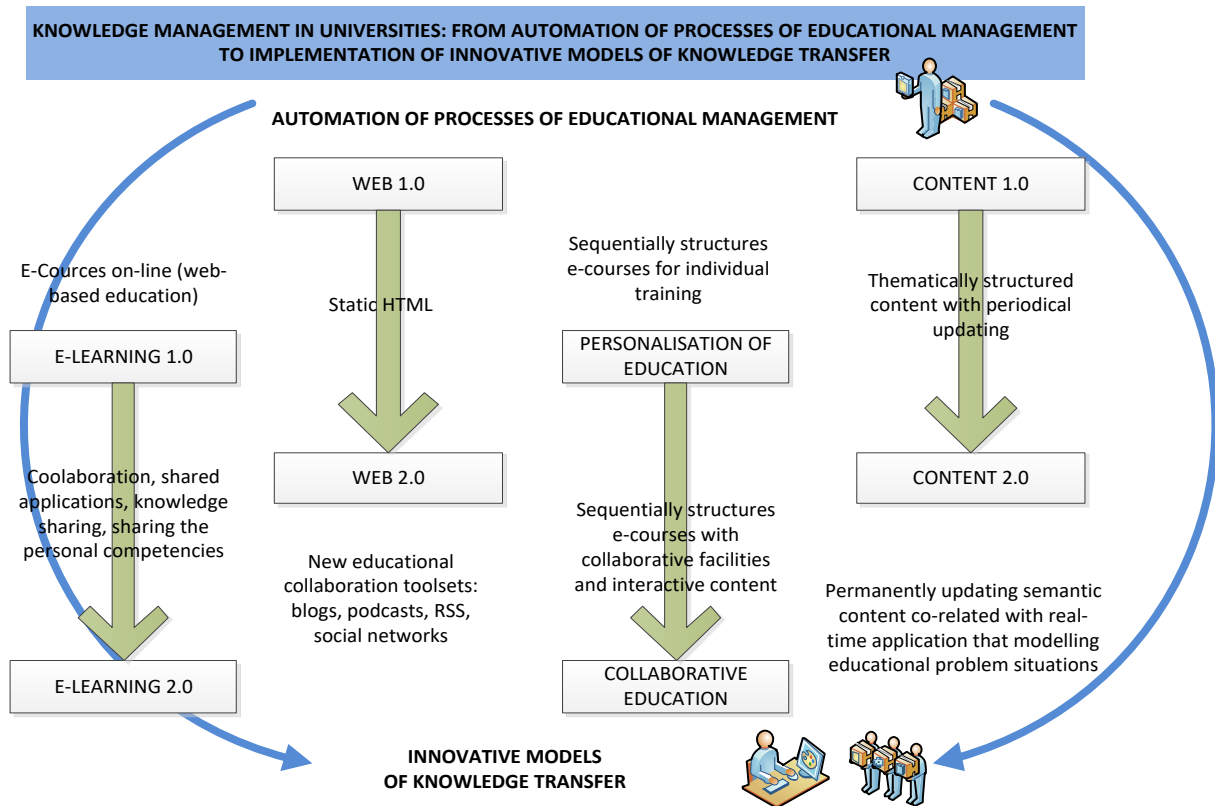 KNOWLEDGE MANAGEMENT IN UNIVERSITIES: FROM AUTOMATION OF PROCESSES OF EDUCATIONAL MANAGEMENT
TO IMPLEMENTATION OF INNOVATIVE MODELS OF KNOWLEDGE TRANSFER
AUTOMATION OF PROCESSES OF EDUCATIONAL MANAGEMENT
E-Cources on-line (web-
based education)
E-LEARNING 1.0
Coolaboration, shared
applications, knowledge
sharing, sharing the
personal competencies
E-LEARNING 2.0
WEB 1.0
Static HTML
WEB 2.0
New educational
collaboration toolsets:
blogs, podcasts, RSS,
social networks
Sequentially structures
e-courses for individual
training
PERSONALISATION OF
EDUCATION
Sequentially structures
e-courses with
collaborative facilities
and interactive content
COLLABORATIVE
EDUCATION
CONTENT 1.0
Thematically structured
content with periodical
updating
CONTENT 2.0
Permanently updating semantic
content co-related with real-
time application that modelling
educational problem situations
INNOVATIVE MODELS
OF KNOWLEDGE TRANSFER